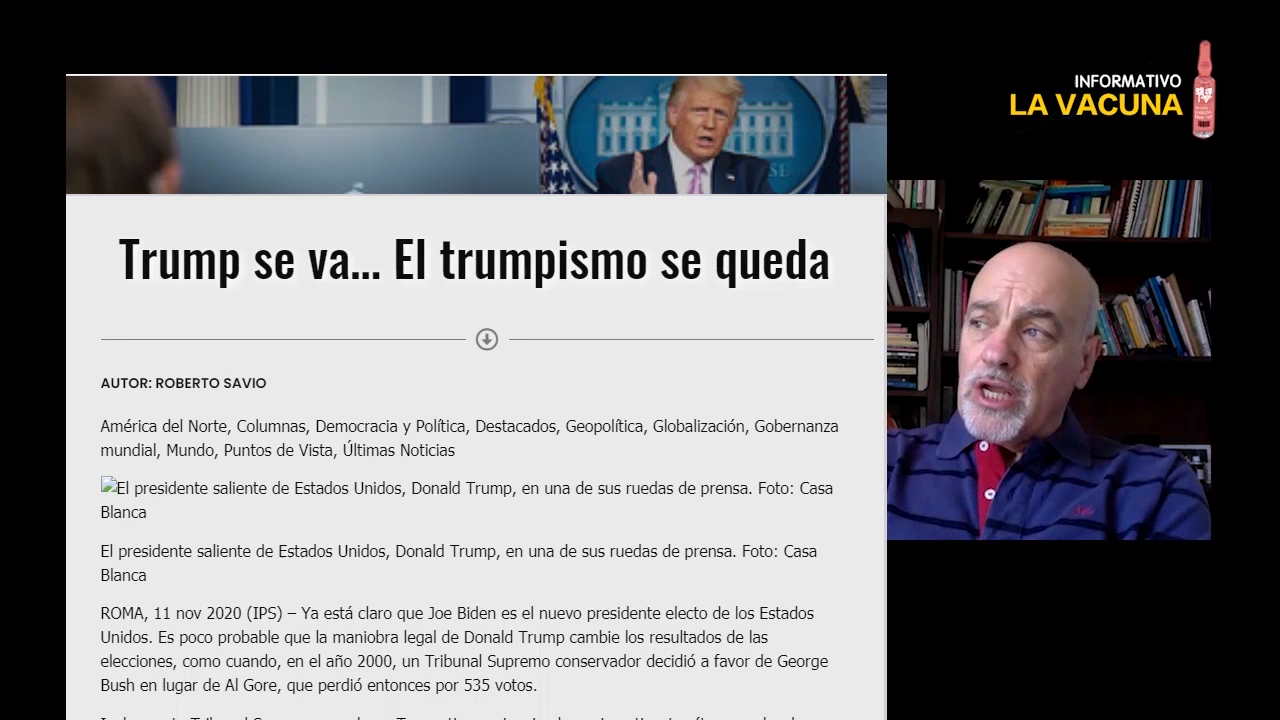 INFORMATIVO
LA VACUNA
Trump se va... El trumpismo se queda
AUTOR: ROBERTO SAVIO
América del Norte, Columnas, Democracia y Política, Destacados, Geopolítica, Globalización, Gobernanza
mundial, Mundo, Puntos de Vista, Últimas Noticias
El presidente saliente de Estados Unidos, Donald Trump, en una de sus ruedas de prensa. Foto: Casa
Blanca
El presidente saliente de Estados Unidos, Donald Trump, en una de sus ruedas de prensa. Foto: Casa
Blanca
ROMA, 11 nov 2020 (IPS) – Ya está claro que Joe Biden es el nuevo presidente electo de los Estados
Unidos. Es poco probable que la maniobra legal de Donald Trump cambie los resultados de las
elecciones, como cuando, en el año 2000, un Tribunal Supremo conservador decidió a favor de George
Bush en lugar de Al Gore, que perdió entonces por 535 votos.